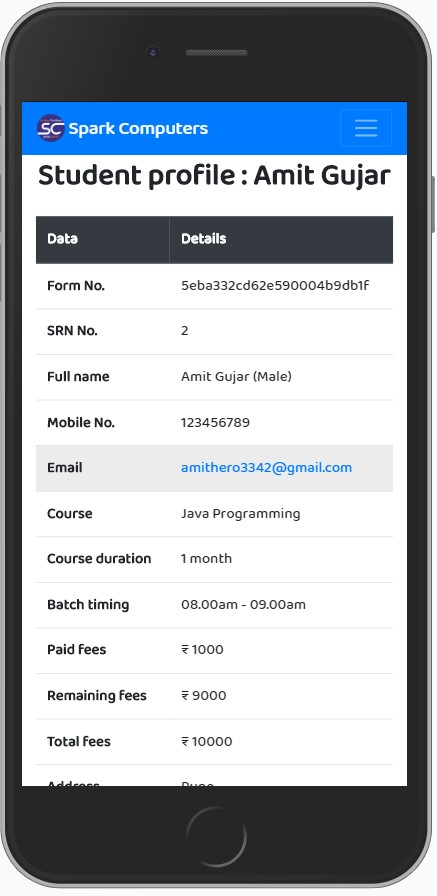 SC Spark Computers
Student profile : Amit Gujar
Data Details
Form No. 5eba332cd62e590004b9db1f
SRN No. 2
Full name Amit Gujar (Male)
Mobile No. 123456789
Email amithero3342@gmail.com
Course Java Programming
Course duration 1 month
Batch timing 08.00am - 09.00am
Paid fees ₹ 1000
Remaining fees ₹ 9000
Total fees ₹ 10000
Address Pune